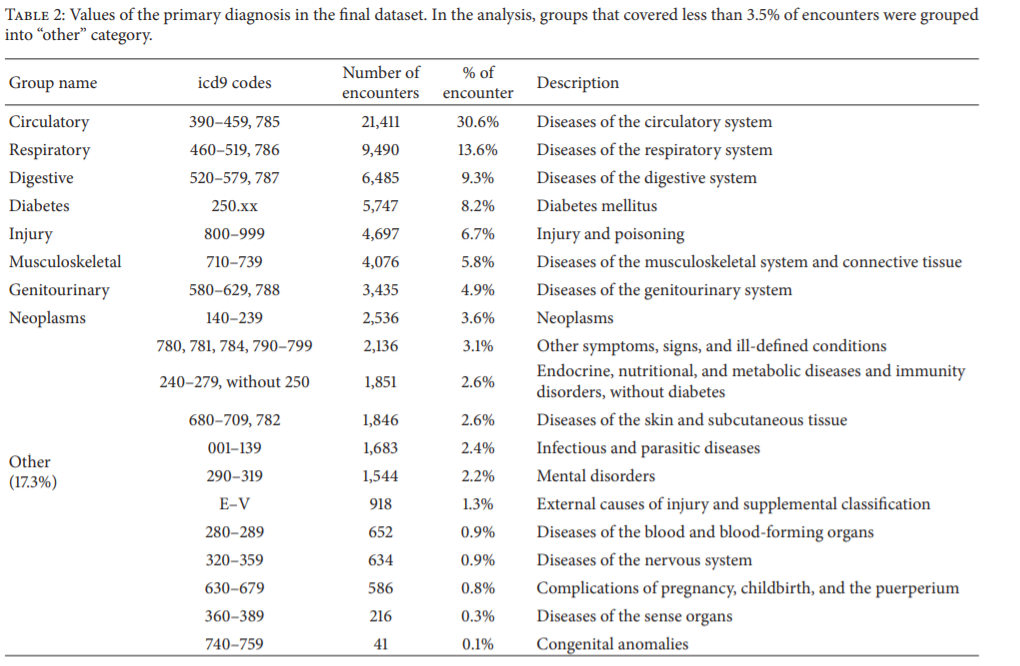 TABLE 2: Values of the primary diagnosis in the final dataset. In the analysis, groups that covered less than 3.5% of encounters were grouped
into “other” category.
Group name icd9 codes Number of encounters % of encounter Description
Circulatory 390–459, 785 21,411 30.6% Diseases of the circulatory system
Respiratory 460–519, 786 9,490 13.6% Diseases of the respiratory system
Digestive 520–579, 787 6,485 9.3% Diseases of the digestive system
Diabetes 250.xx 5,747 8.2% Diabetes mellitus
Injury 800–999 4,697 6.7% Injury and poisoning
Musculoskeletal 710–739 4,076 5.8% Diseases of the musculoskeletal system and connective tissue
Genitourinary 580–629, 788 3,435 4.9% Diseases of the genitourinary system
Neoplasms 140–239 2,536 3.6% Neoplasms
780, 781, 784, 790–799 2,136 3.1% Other symptoms, signs, and ill-defined conditions
240–279, without 250 1,851 2.6% Endocrine, nutritional, and metabolic diseases and immunity
disorders, without diabetes
680–709, 782 1,846 2.6% Diseases of the skin and subcutaneous tissue
001–139 1,683 2.4% Infectious and parasitic diseases
Other
(17.3%)
290–319 1,544 2.2% Mental disorders
E–V 918 1.3% External causes of injury and supplemental classification
280–289 652 0.9% Diseases of the blood and blood-forming organs
320–359 634 0.9% Diseases of the nervous system
630–679 586 0.8% Complications of pregnancy, childbirth, and the puerperium
360–389 216 0.3% Diseases of the sense organs
740–759 41 0.1% Congenital anomalies